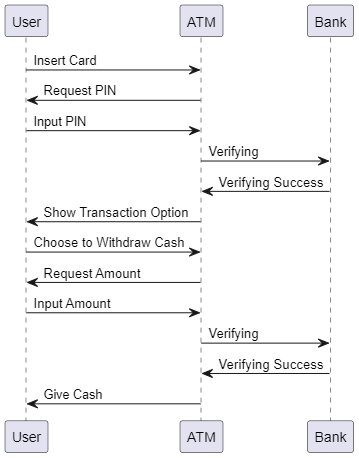 User ATM Bank
Insert Card
Request PIN
Input PIN
Verifying
Verifying Success
Show Transaction Option
Choose to Withdraw Cash
Request Amount
Input Amount
Verifying
Verifying Success
Give Cash
User ATM Bank